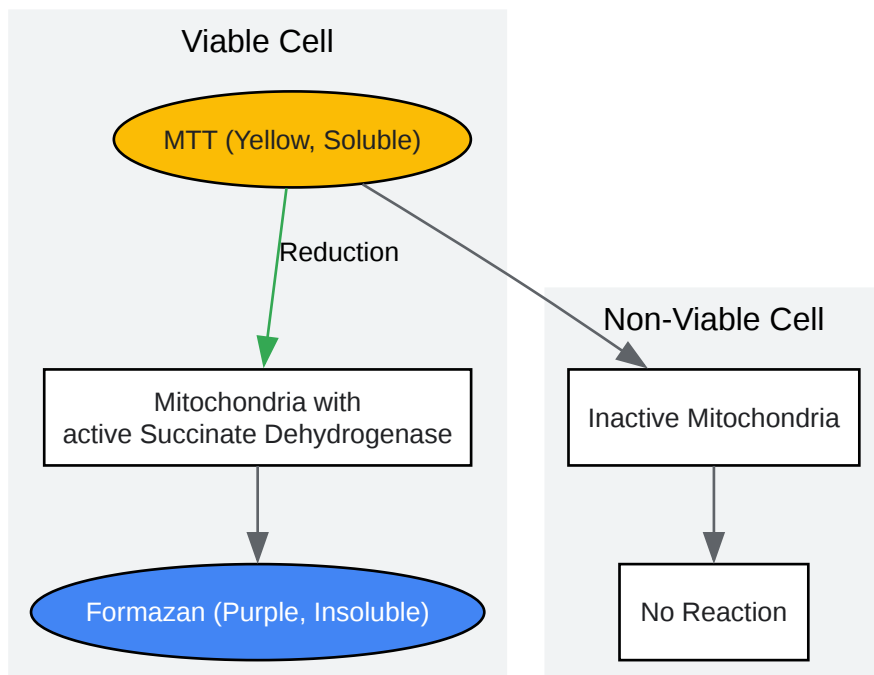 Viable Cell
MTT (Yellow, Soluble)
Reduction
Non-Viable Cell
Mitochondria with
active Succinate Dehydrogenase
Inactive Mitochondria
Formazan (Purple, Insoluble)
No Reaction